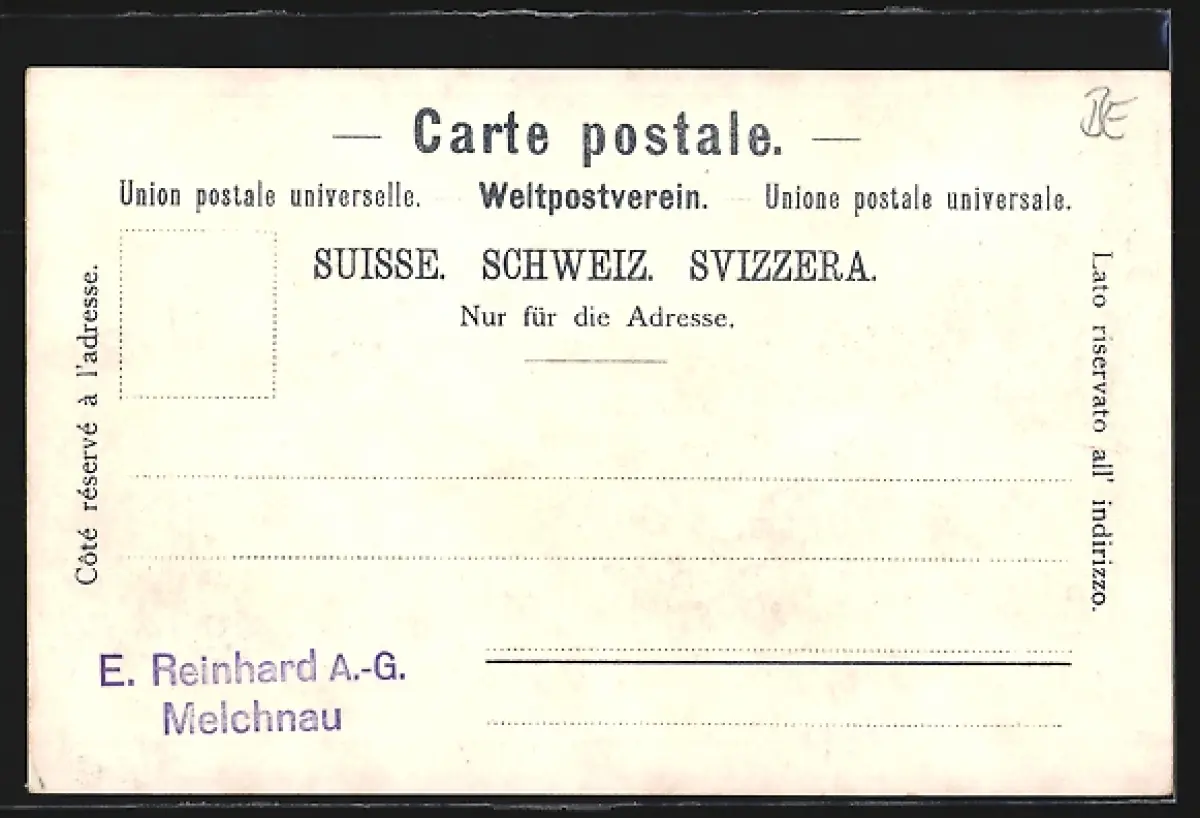 — Carte postale. —
BE
Union postale universelle. — Weltpostverein. — Unione postale universale.
SUISSE. SCHWEIZ. SVIZZERA.
Nur für die Adresse.
Côté réservé à l'adresse.
Lato riservato all' indirizzo.
E. Reinhard A.-G.
Melchnau